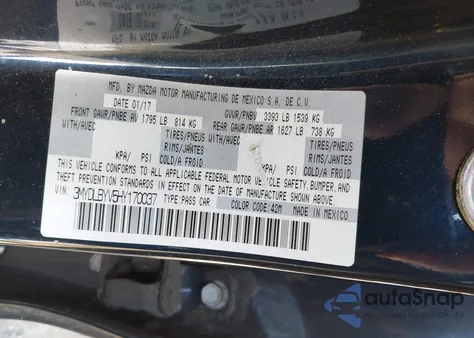 MFD. BY MAZDA MOTOR MANUFACTURING DE MEXICO S.A. DE C.V.
DATE 01/17 GVWR/PNBV 3393 LB 1539 KG
FRONT GAWR/PNBE AV 1795 LB 814 KG REAR GAWR/PNBE AR 1627 LB 738 KG
WITH/AVEC TIRES/PNEUS WITH/AVEC TIRES/PNEUS
RIMS/JANTES RIMS/JANTES
KPA/ PSI COLD/A FROID KPA/ PSI COLD/A FROID
THIS VEHICLE CONFORMS TO ALL APPLICABLE FEDERAL MOTOR VEHICLE SAFETY, BUMPER, AND
THEFT PREVENTION STANDARDS IN EFFECT ON THE DATE OF MANUFACTURE SHOWN ABOVE.
3MYDLBYV5HY170037 TYPE:PASS CAR COLOR CODE:42M MADE IN MEXICO
autoSnap